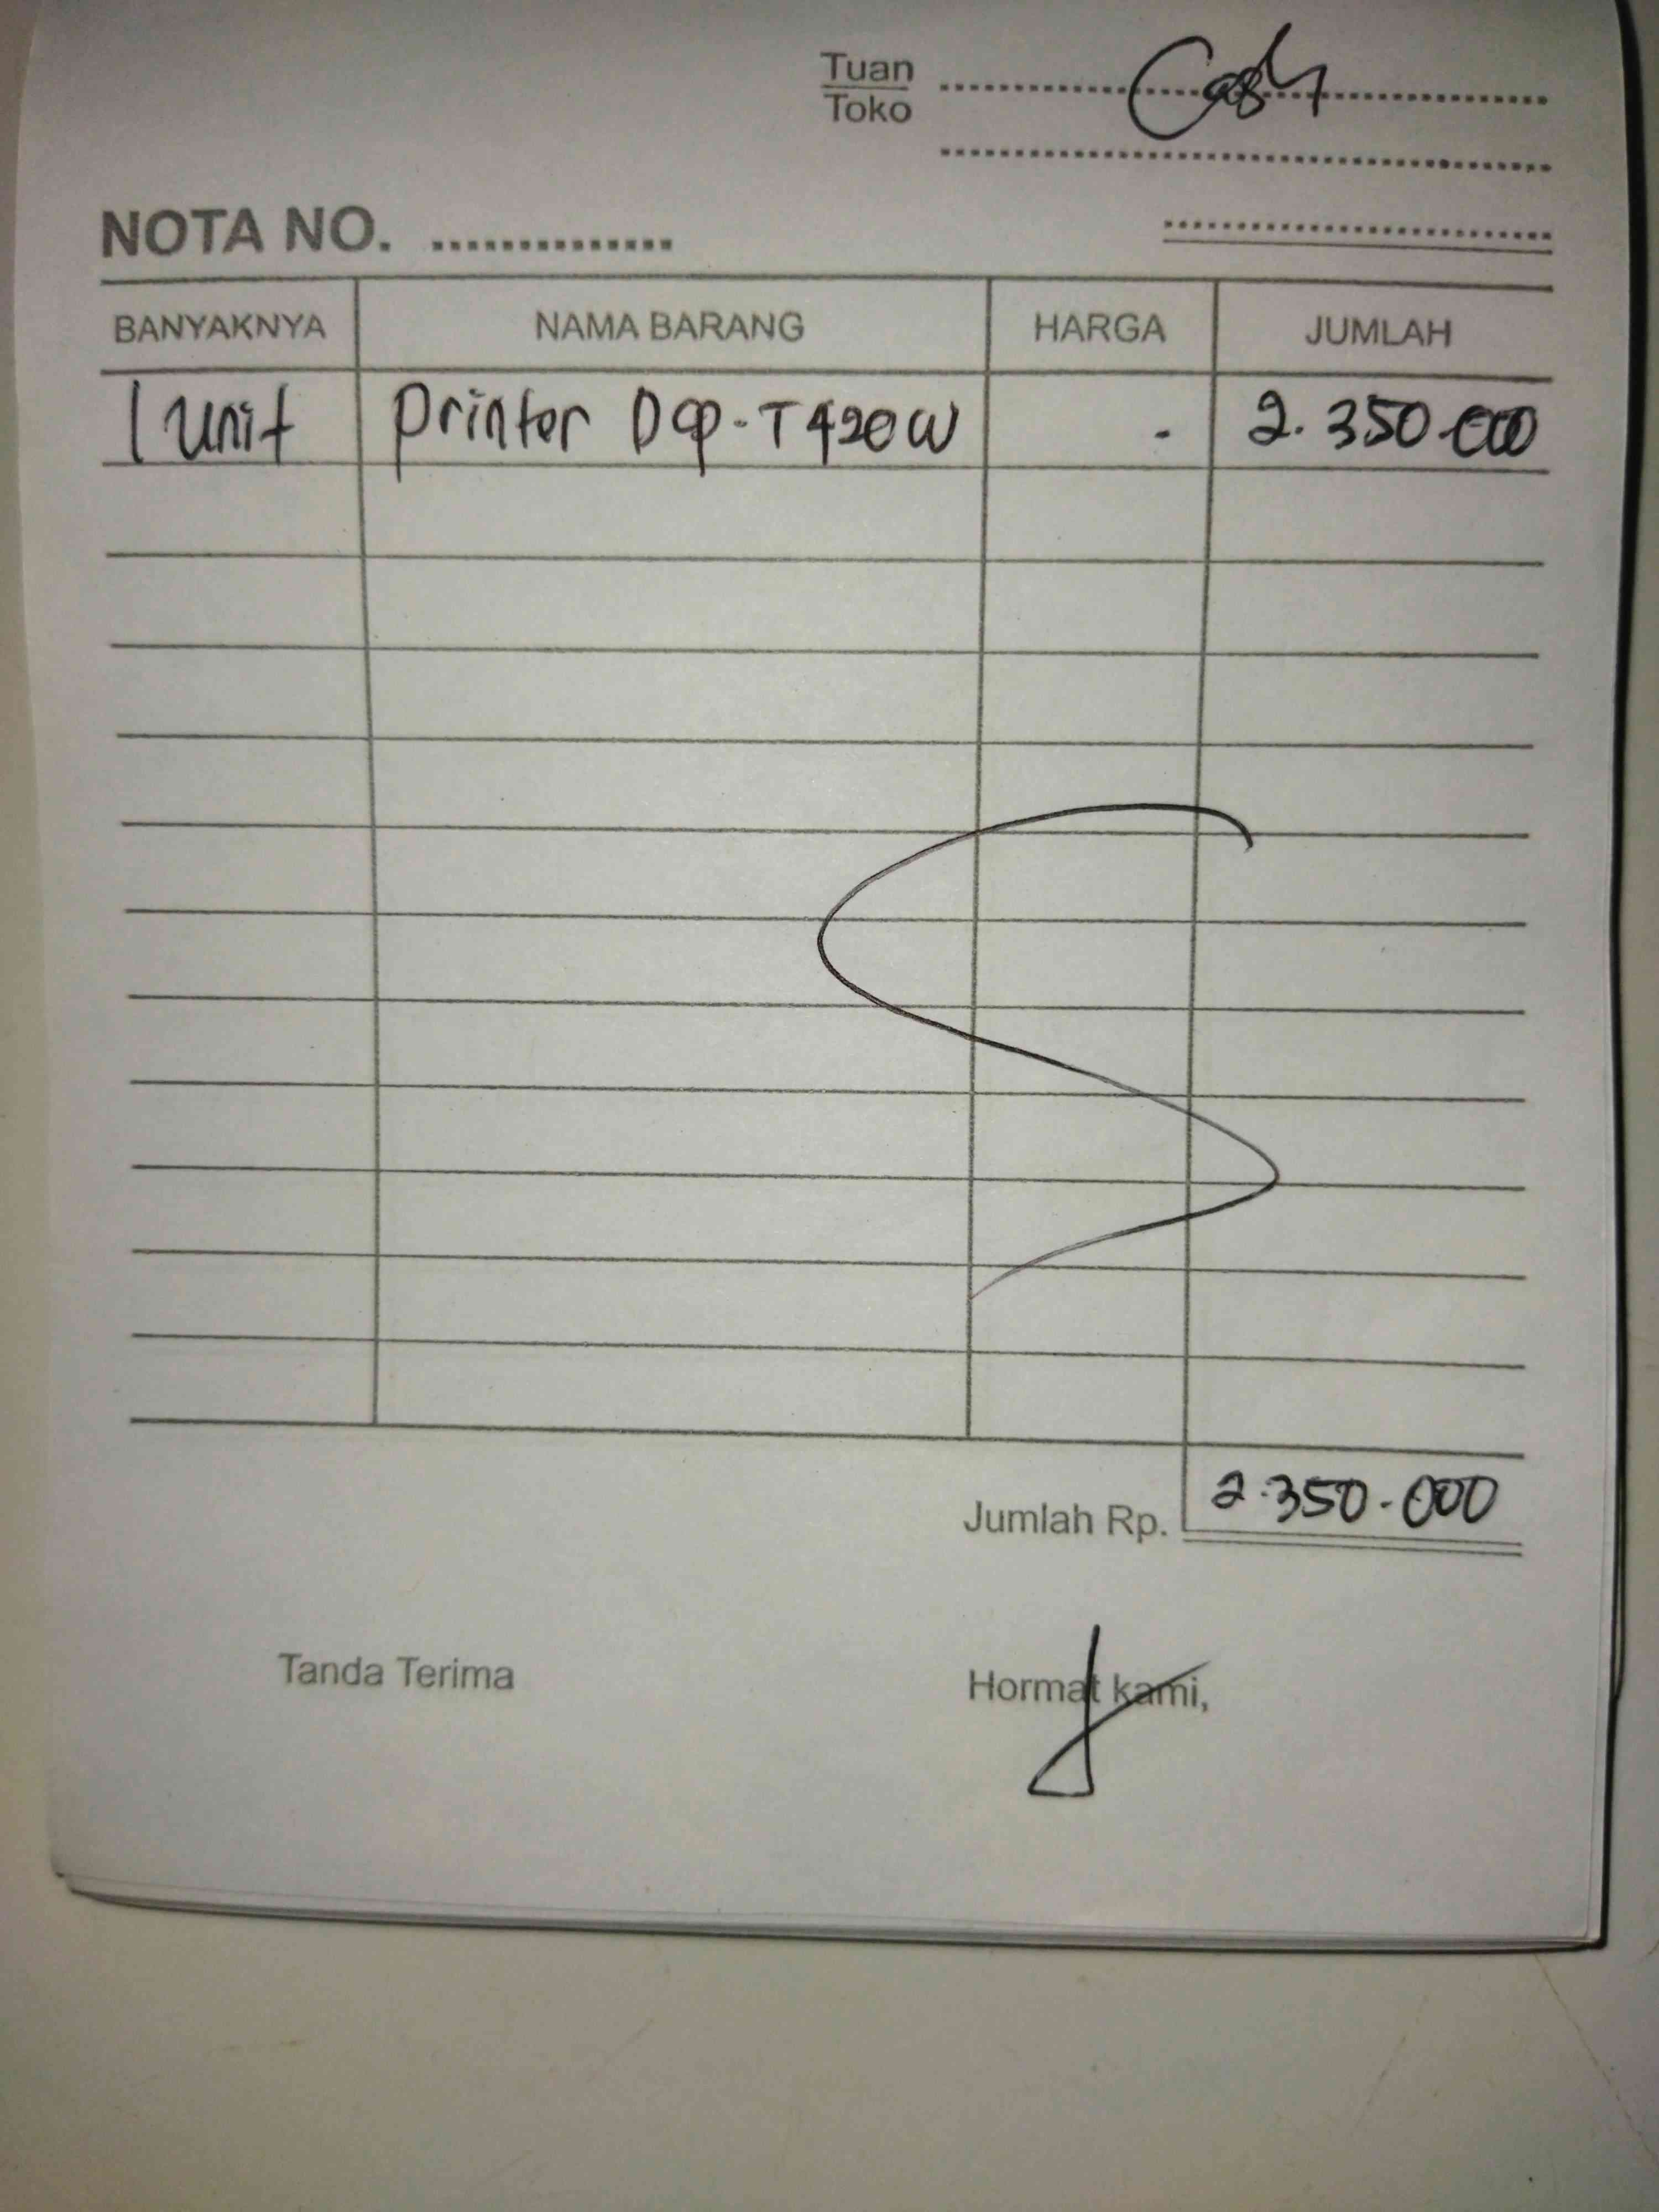 Tuan Cash
Toko
NOTA NO. ..............
BANYAKNYA NAMA BARANG HARGA JUMLAH
1 Unit Printer Dcp-T420W - 2.350.000
Jumlah Rp. 2.350.000
Tanda Terima Hormat kami,